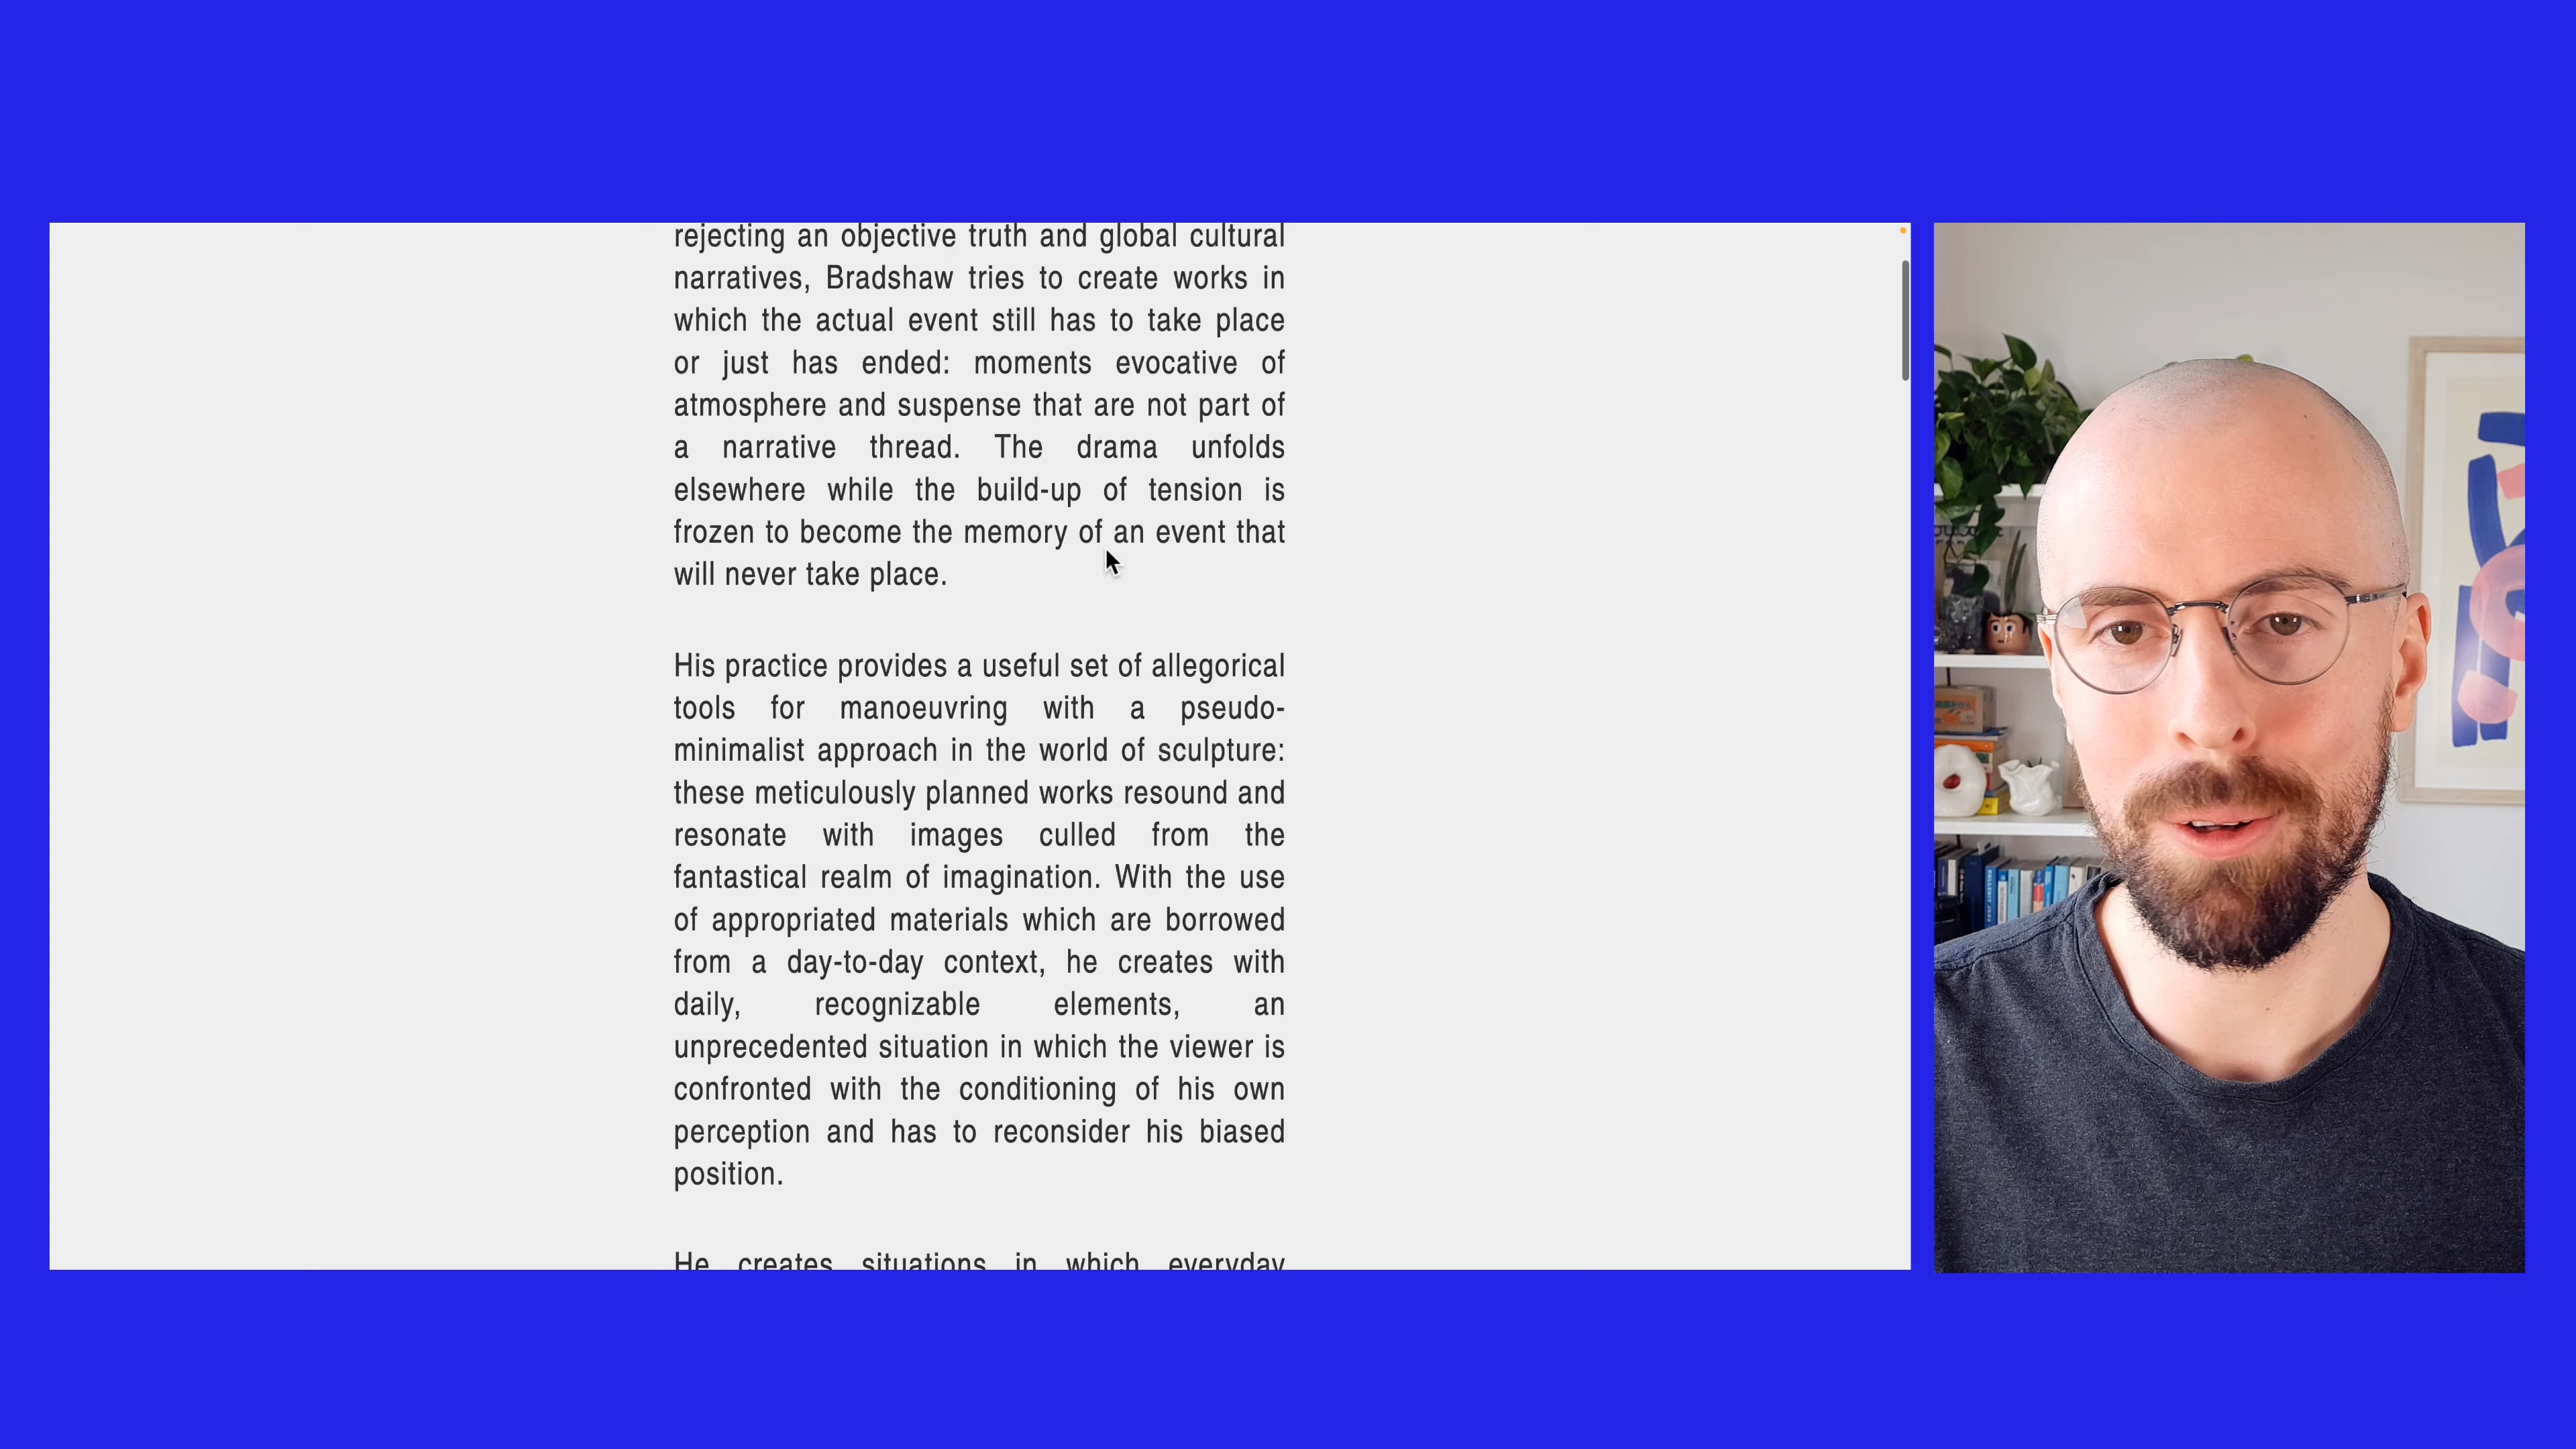 rejecting an objective truth and global cultural
narratives, Bradshaw tries to create works in
which the actual event still has to take place
or just has ended: moments evocative of
atmosphere and suspense that are not part of
a narrative thread. The drama unfolds
elsewhere while the build-up of tension is
frozen to become the memory of an event that
will never take place.
His practice provides a useful set of allegorical
tools for manoeuvring with a pseudo-
minimalist approach in the world of sculpture:
these meticulously planned works resound and
resonate with images culled from the
fantastical realm of imagination. With the use
of appropriated materials which are borrowed
from a day-to-day context, he creates with
daily, recognizable elements, an
unprecedented situation in which the viewer is
confronted with the conditioning of his own
perception and has to reconsider his biased
position.
He creates situations in which everyday